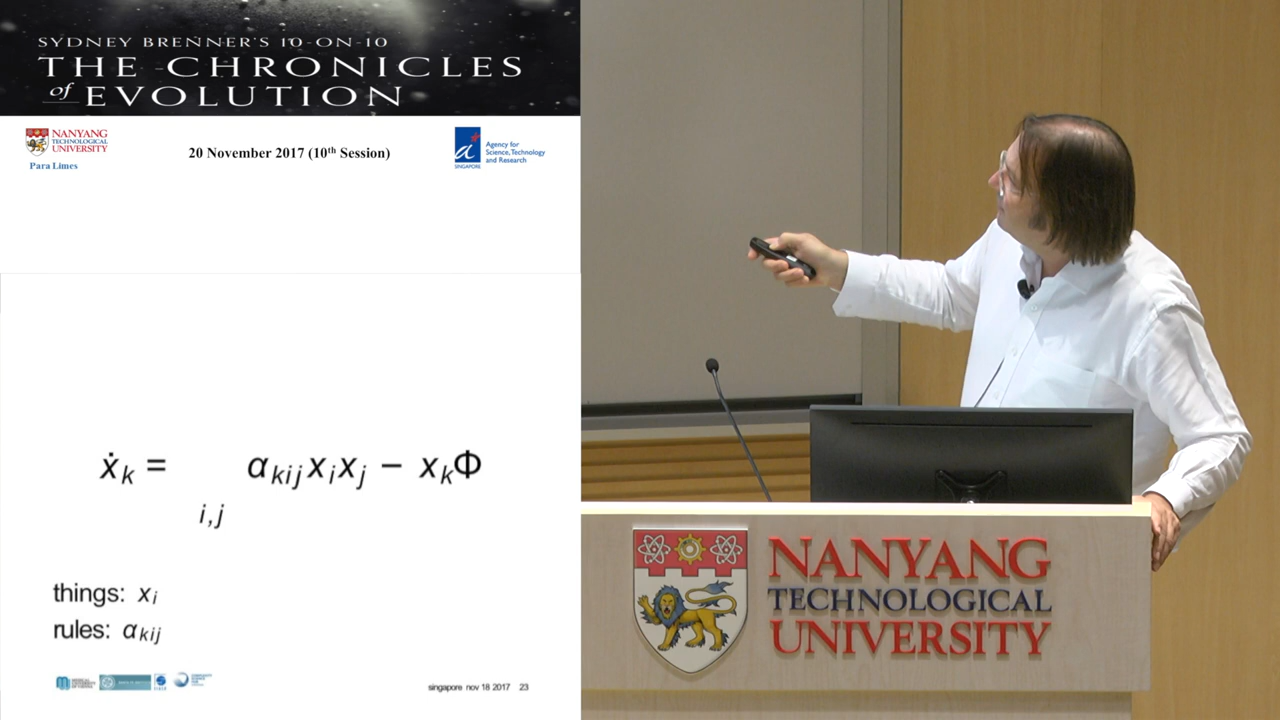 SYDNEY BRENNER'S 10-ON-10
THE CHRONICLES
of EVOLUTION
NANYANG
TECHNOLOGICAL
UNIVERSITY
Para Limes
20 November 2017 (10th Session)
SINGAPORE
Agency for
Science, Technology
and Research
ẋk = αkij xi xj − xkΦ
i,j
things: xi
rules: αkij
singapore nov 18 2017 23
NANYANG
TECHNOLOGICAL
UNIVERSITY